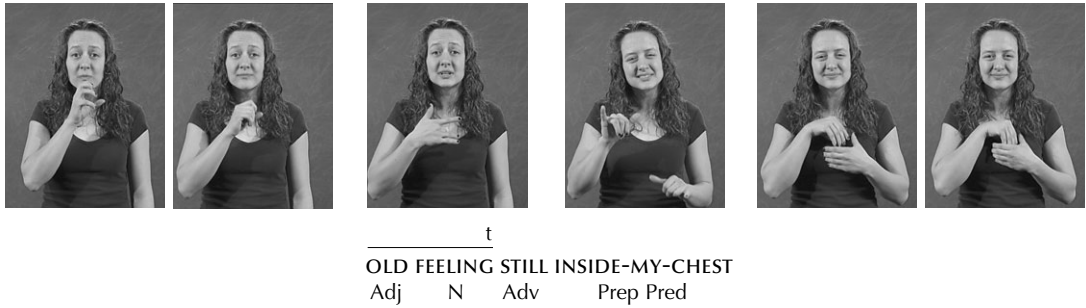 t
OLD FEELING STILL INSIDE-MY-CHEST
Adj N Adv Prep Pred